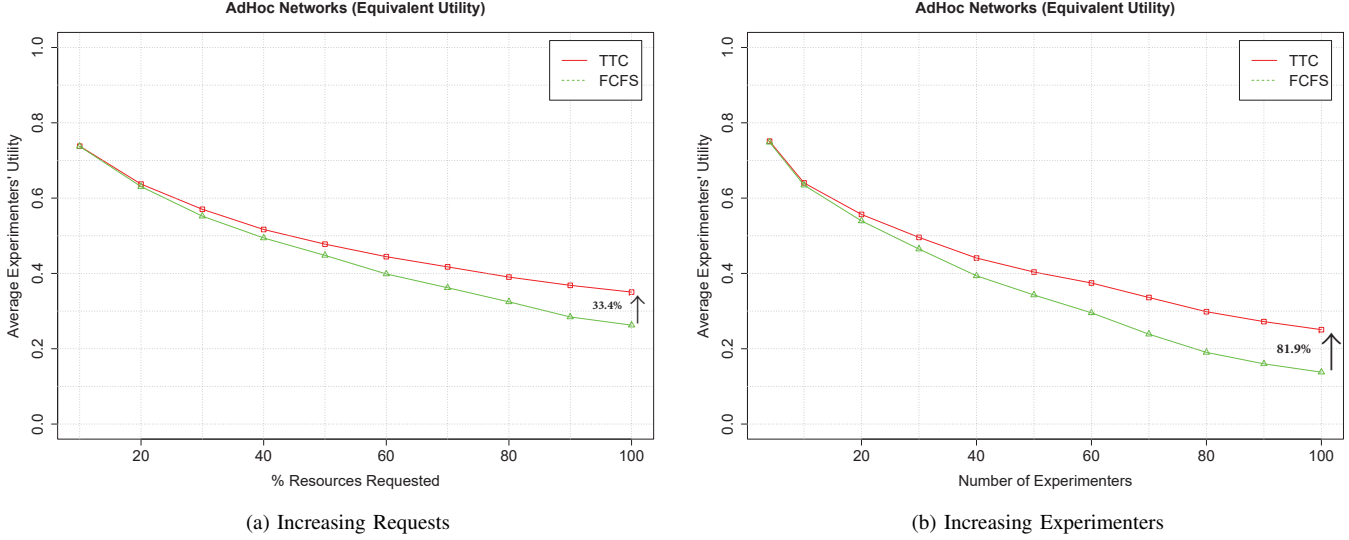 AdHoc Networks (Equivalent Utility)
TTC
FCFS
1.0
0.8
0.6
0.4
0.2
0.0
Average Experimenters' Utility
33.4%
20
40
60
80
100
% Resources Requested
(a) Increasing Requests
AdHoc Networks (Equivalent Utility)
TTC
FCFS
1.0
0.8
0.6
0.4
0.2
0.0
Average Experimenters' Utility
81.9%
20
40
60
80
100
Number of Experimenters
(b) Increasing Experimenters